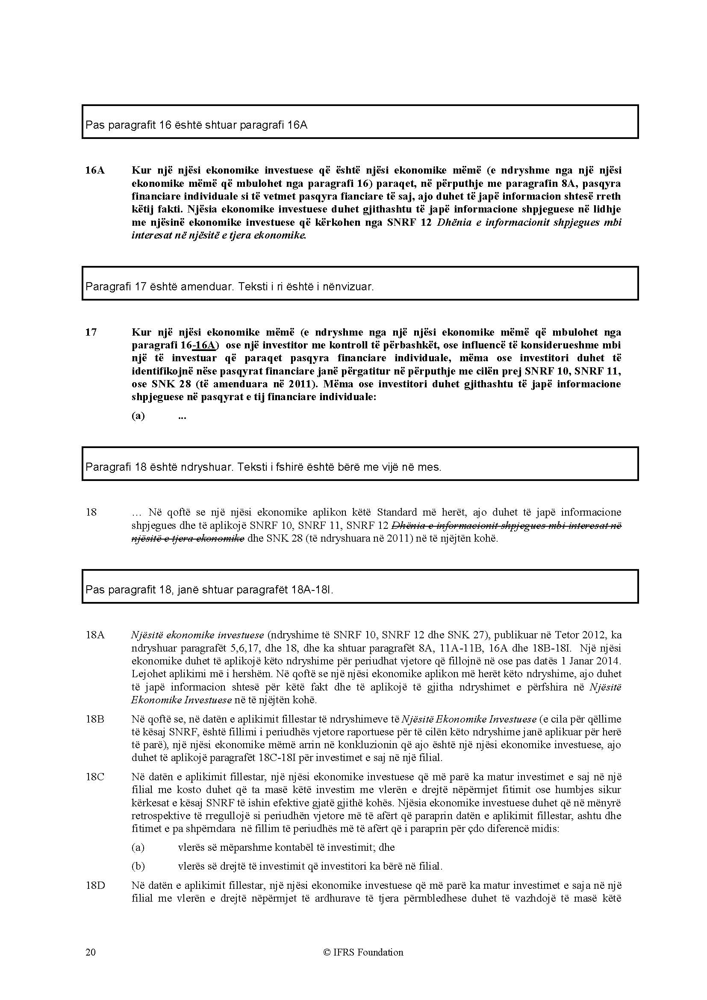 Pas paragrafit 16 është shtuar paragrafi 16A
16A Kur një njësi ekonomike investuese që është njësi ekonomike mëmë (e ndryshme nga një njësi
ekonomike mëmë që mbulohet nga paragrafi 16) paraqet, në përputhje me paragrafin 8A, pasqyra
financiare individuale si të vetmet pasqyra fianciare të saj, ajo duhet të japë informacion shtesë rreth
këtij fakti. Njësia ekonomike investuese duhet gjithashtu të japë informacione shpjeguese në lidhje
me njësinë ekonomike investuese që kërkohen nga SNRF 12 Dhënia e informacionit shpjegues mbi
interesat në njësitë e tjera ekonomike.
Paragrafi 17 është amenduar. Teksti i ri është i nënvizuar.
17 Kur një njësi ekonomike mëmë (e ndryshme nga një njësi ekonomike mëmë që mbulohet nga
paragrafi 16-16A) ose një investitor me kontroll të përbashkët, ose influencë të konsiderueshme mbi
një të investuar që paraqet pasqyra financiare individuale, mëma ose investitori duhet të
identifikojnë nëse pasqyrat financiare janë përgatitur në përputhje me cilën prej SNRF 10, SNRF 11,
ose SNK 28 (të amenduara në 2011). Mëma ose investitori duhet gjithashtu të japë informacione
shpjeguese në pasqyrat e tij financiare individuale:
(a) ...
Paragrafi 18 është ndryshuar. Teksti i fshirë është bërë me vijë në mes.
18 … Në qoftë se një njësi ekonomike aplikon këtë Standard më herët, ajo duhet të japë informacione
shpjegues dhe të aplikojë SNRF 10, SNRF 11, SNRF 12 Dhënia e informacionit shpjegues mbi interesat në
njësitë e tjera ekonomike dhe SNK 28 (të ndryshuara në 2011) në të njëjtën kohë.
Pas paragrafit 18, janë shtuar paragrafët 18A-18I.
18A Njësitë ekonomike investuese (ndryshime të SNRF 10, SNRF 12 dhe SNK 27), publikuar në Tetor 2012, ka
ndryshuar paragrafët 5,6,17, dhe 18, dhe ka shtuar paragrafët 8A, 11A-11B, 16A dhe 18B-18I. Një njësi
ekonomike duhet të aplikojë këto ndryshime për periudhat vjetore që fillojnë në ose pas datës 1 Janar 2014.
Lejohet aplikimi më i hershëm. Në qoftë se një njësi ekonomike aplikon më herët këto ndryshime, ajo duhet
të japë informacion shtesë për këtë fakt dhe të aplikojë të gjitha ndryshimet e përfshira në Njësitë
Ekonomike Investuese në të njëjtën kohë.
18B Në qoftë se, në datën e aplikimit fillestar të ndryshimeve të Njësitë Ekonomike Investuese (e cila për qëllime
të kësaj SNRF, është fillimi i periudhës vjetore raportuese për të cilën këto ndryshime janë aplikuar për herë
të parë), një njësi ekonomike mëmë arrin në konkluzionin që ajo është një njësi ekonomike investuese, ajo
duhet të aplikojë paragrafët 18C-18I për investimet e saj në një filial.
18C Në datën e aplikimit fillestar, një njësi ekonomike investuese që më parë ka matur investimet e saj në një
filial me kosto duhet që ta masë këtë investim me vlerën e drejtë nëpërmjet fitimit ose humbjes sikur
kërkesat e kësaj SNRF të ishin efektive gjatë gjithë kohës. Njësia ekonomike investuese duhet që në mënyrë
retrospektive të rregullojë si periudhën vjetore më të afërt që paraprin datën e aplikimit fillestar, ashtu dhe
fitimet e pa shpërndara në fillim të periudhës më të afërt që i paraprin për çdo diferencë midis:
(a) vlerës së mëparshme kontabël të investimit; dhe
(b) vlerës së drejtë të investimit që investitori ka bërë në filial.
18D Në datën e aplikimit fillestar, një njësi ekonomike investuese që më parë ka matur investimet e saja në një
filial me vlerën e drejtë nëpërmjet të ardhurave të tjera përmbledhese duhet të vazhdojë të masë këtë
20 © IFRS Foundation